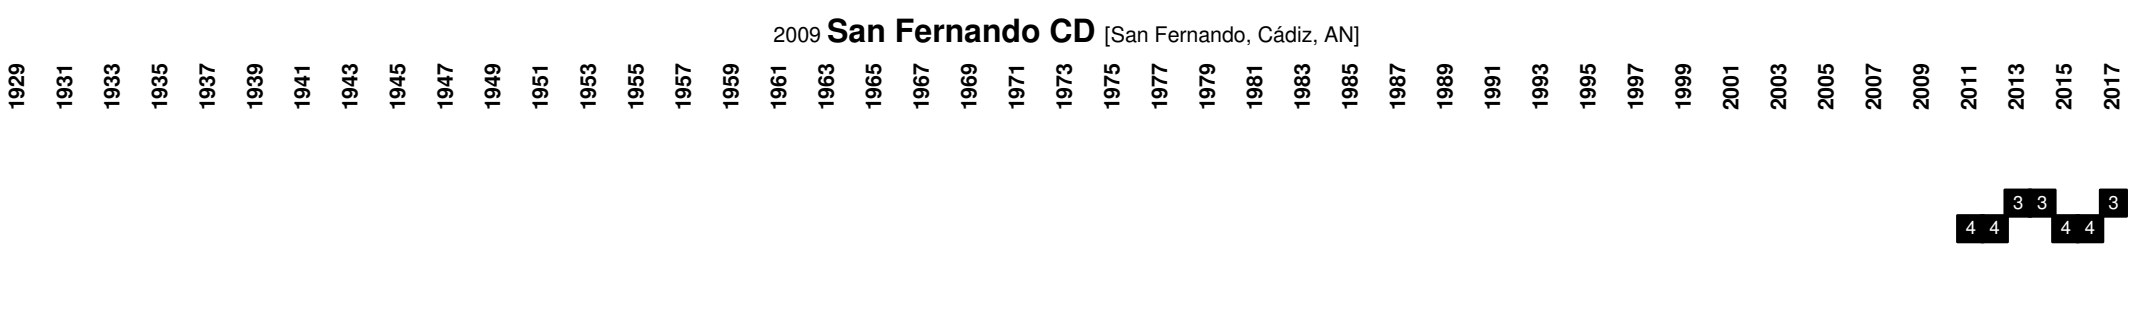 2009 San Fernando CD [San Fernando, Cádiz, AN]
1929 1931 1933 1935 1937 1939 1941 1943 1945 1947 1949 1951 1953 1955 1957 1959 1961 1963 1965 1967 1969 1971 1973 1975 1977 1979 1981 1983 1985 1987 1989 1991 1993 1995 1997 1999 2001 2003 2005 2007 2009 2011 2013 2015 2017
3 3 3
4 4 4 4